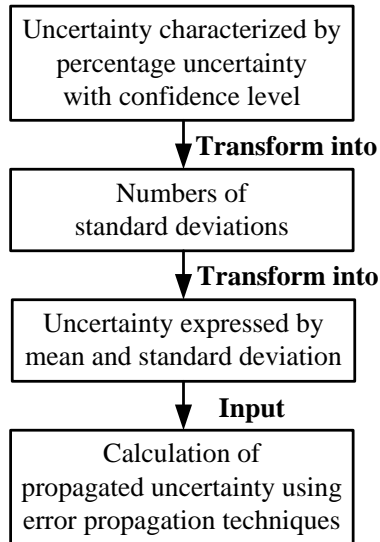 Uncertainty characterized by
percentage uncertainty
with confidence level
Transform into
Numbers of
standard deviations
Transform into
Uncertainty expressed by
mean and standard deviation
Input
Calculation of
propagated uncertainty using
error propagation techniques